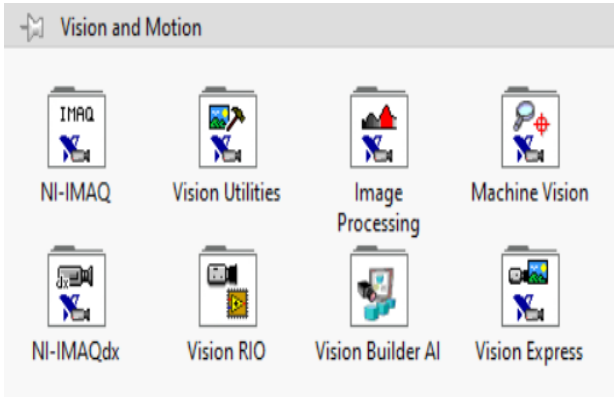 Vision and Motion
IMAQ
NI-IMAQ
Vision Utilities
Image
Processing
Machine Vision
dx
NI-IMAQdx
Vision RIO
Vision Builder AI
Vision Express